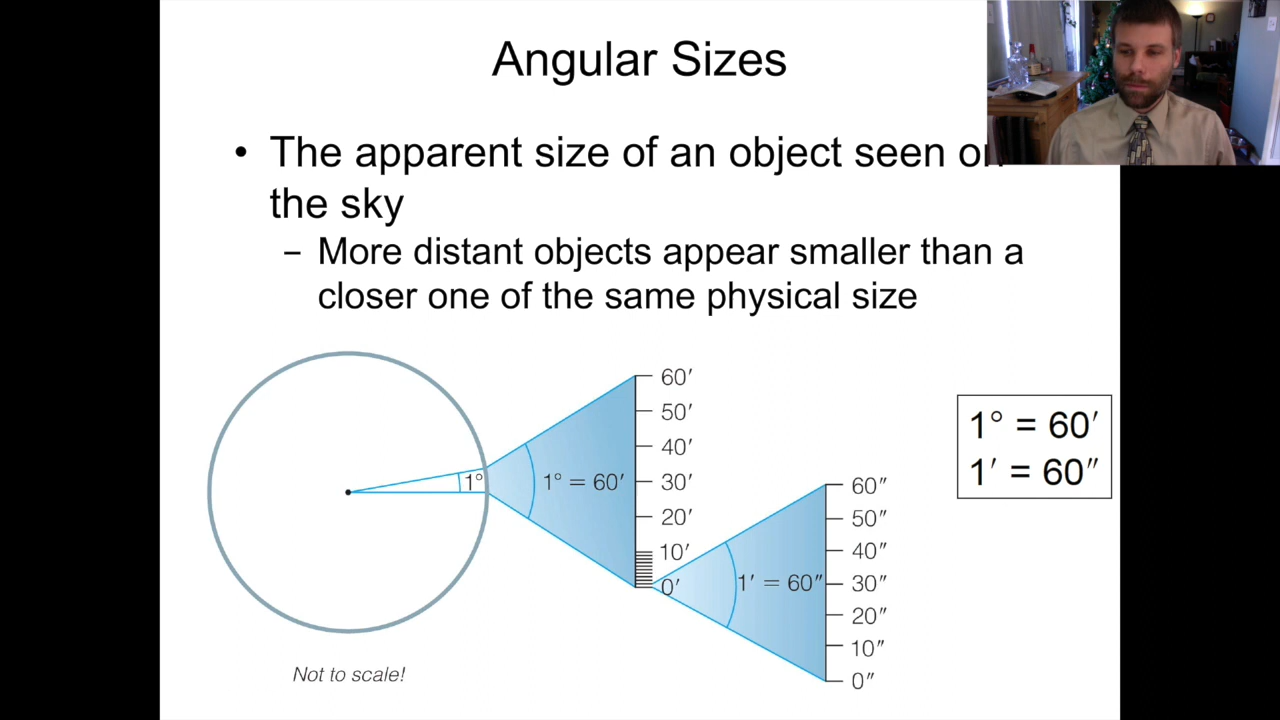 Angular Sizes
• The apparent size of an object seen on
the sky
– More distant objects appear smaller than a
closer one of the same physical size
60′
50′
40′
30′
20′
10′
0′
1°
1° = 60′
60″
50″
40″
30″
20″
10″
0″
1′ = 60″
1° = 60′
1′ = 60″
Not to scale!